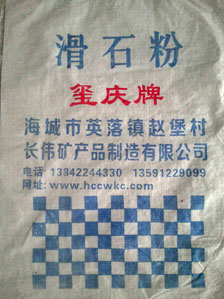 滑石粉
玺庆牌
海城市英落镇赵堡村
长伟矿产品制造有限公司
电话 13842244330 13591229099
网址: www.hccwkc.com